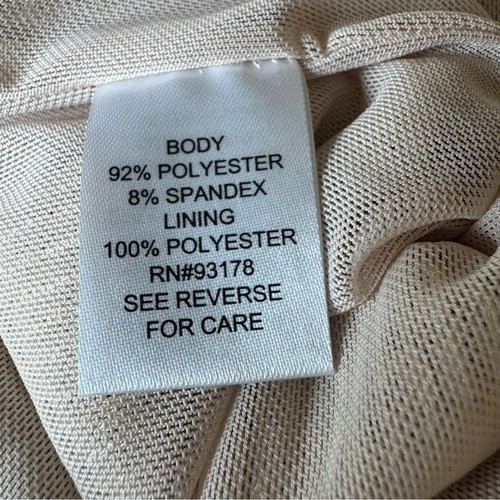 BODY
92% POLYESTER
8% SPANDEX
LINING
100% POLYESTER
RN#93178
SEE REVERSE
FOR CARE